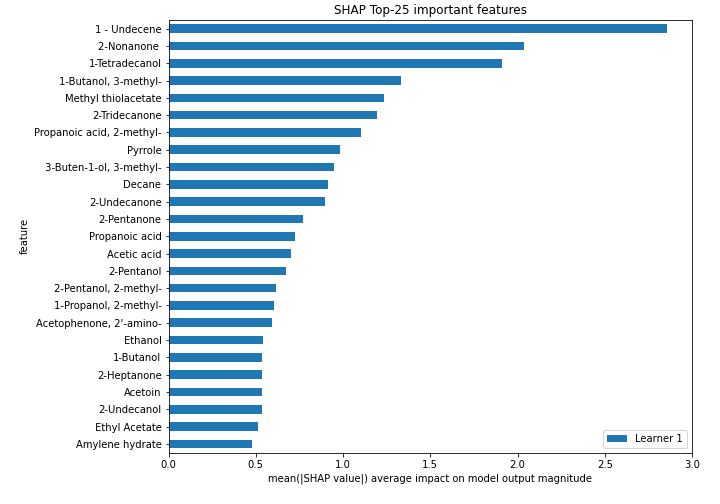 SHAP Top-25 important features
1 - Undecene
2-Nonanone
1-Tetradecanol
1-Butanol, 3-methyl-
Methyl thiolacetate
2-Tridecanone
Propanoic acid, 2-methyl-
Pyrrole
3-Buten-1-ol, 3-methyl-
Decane
2-Undecanone
2-Pentanone
Propanoic acid
Acetic acid
2-Pentanol
2-Pentanol, 2-methyl-
1-Propanol, 2-methyl-
Acetophenone, 2'-amino-
Ethanol
1-Butanol
2-Heptanone
Acetoin
2-Undecanol
Ethyl Acetate
Amylene hydrate
feature
Learner 1
0.0 0.5 1.0 1.5 2.0 2.5 3.0
mean(|SHAP value|) average impact on model output magnitude